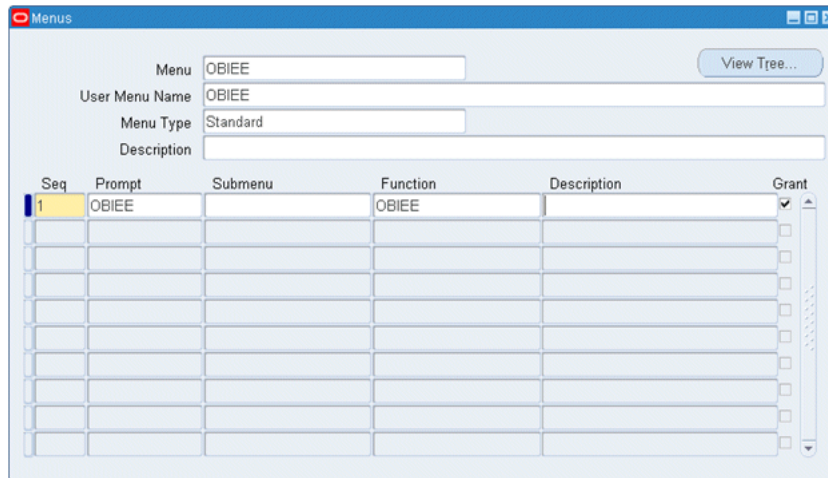 Menus
Menu OBIEE View Tree...
User Menu Name OBIEE
Menu Type Standard
Description
Seq Prompt Submenu Function Description Grant
1 OBIEE OBIEE